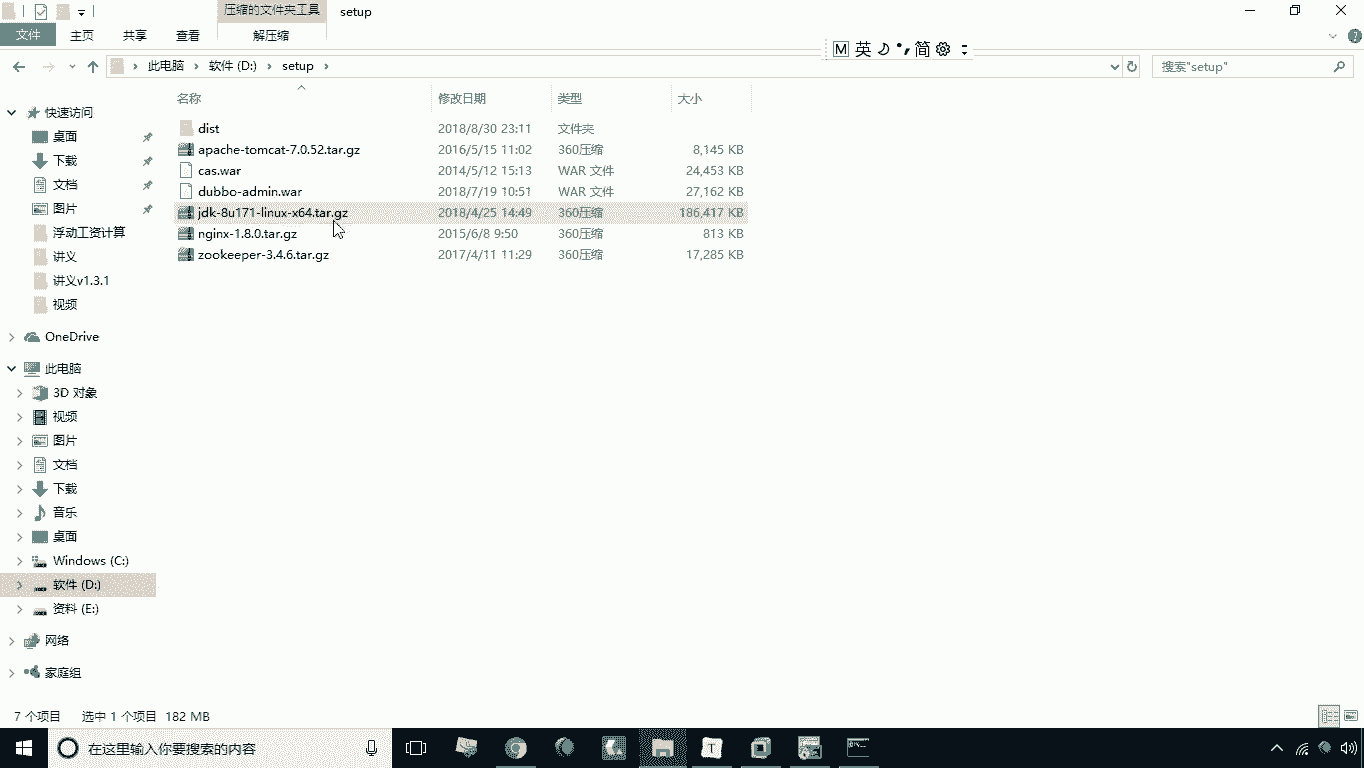 压缩的文件夹工具 setup
文件 主页 共享 查看 解压缩
M 英 简
此电脑 软件 (D:) setup 搜索"setup"
名称 修改日期 类型 大小
快速访问
桌面
下载
文档
图片
浮动工资计算
讲义
讲义v1.3.1
视频
OneDrive
此电脑
3D 对象
视频
图片
文档
下载
音乐
桌面
Windows (C:)
软件 (D:)
资料 (E:)
网络
家庭组
dist 2018/8/30 23:11 文件夹
apache-tomcat-7.0.52.tar.gz 2016/5/15 11:02 360压缩 8,145 KB
cas.war 2014/5/12 15:13 WAR 文件 24,453 KB
dubbo-admin.war 2018/7/19 10:51 WAR 文件 27,162 KB
jdk-8u171-linux-x64.tar.gz 2018/4/25 14:49 360压缩 186,417 KB
nginx-1.8.0.tar.gz 2015/6/8 9:50 360压缩 813 KB
zookeeper-3.4.6.tar.gz 2017/4/11 11:29 360压缩 17,285 KB
7 个项目 选中 1 个项目 182 MB
在这里输入你要搜索的内容
T